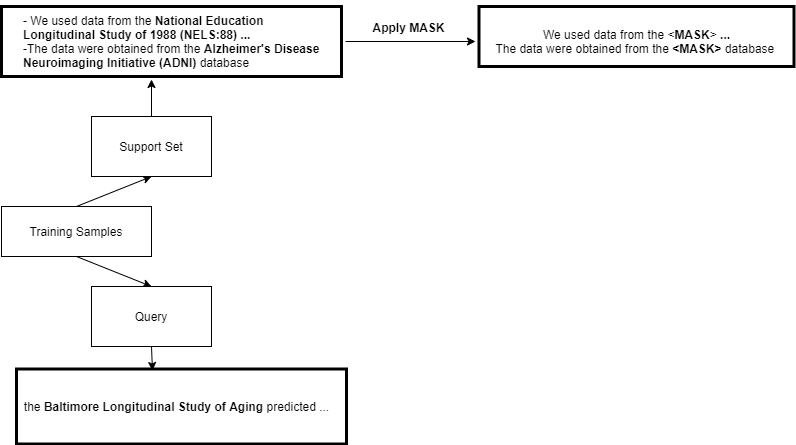 - We used data from the National Education
Longitudinal Study of 1988 (NELS:88) ...
-The data were obtained from the Alzheimer's Disease
Neuroimaging Initiative (ADNI) database
Apply MASK
We used data from the <MASK> ...
The data were obtained from the <MASK> database
Support Set
Training Samples
Query
the Baltimore Longitudinal Study of Aging predicted ...